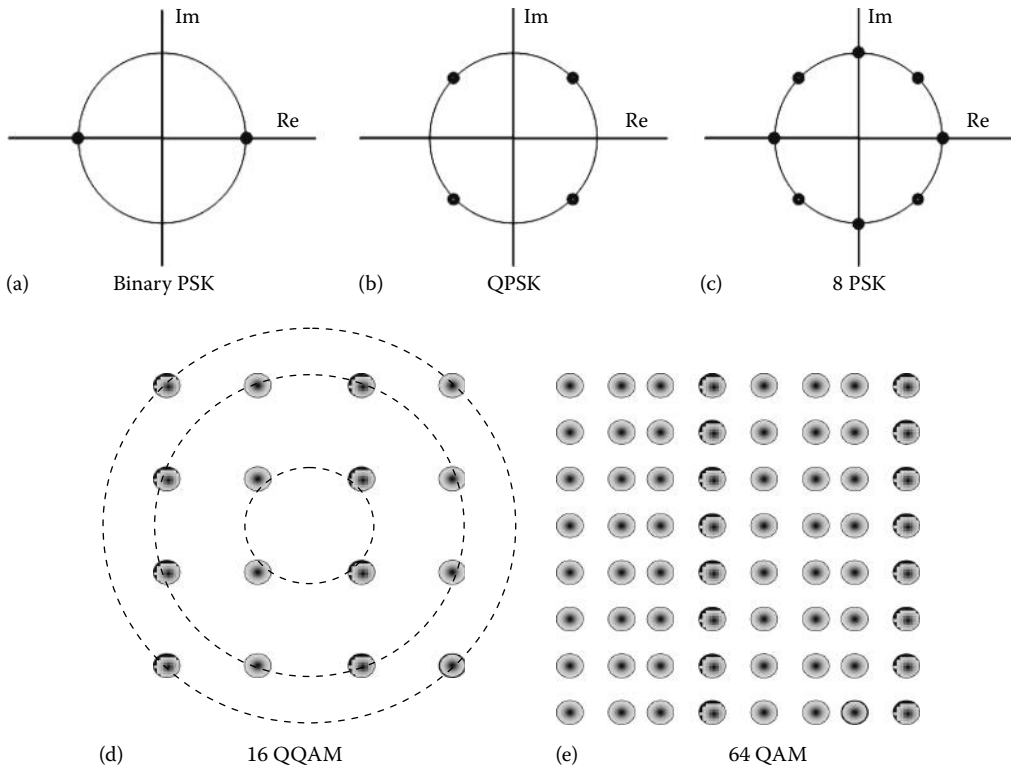 Im
Re
(a) Binary PSK
Im
Re
(b) QPSK
Im
Re
(c) 8 PSK
(d) 16 QQAM
(e) 64 QAM